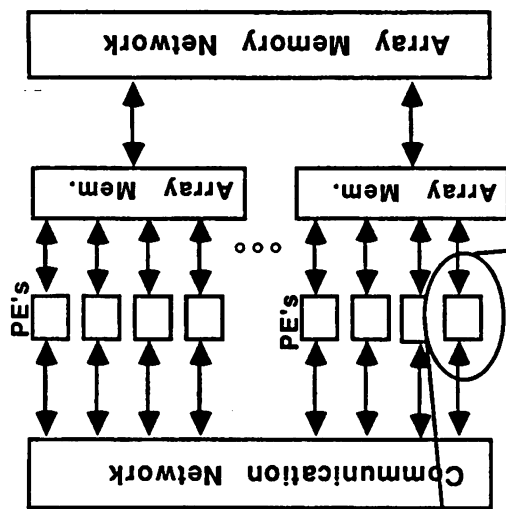 Array Memory Network
Array Mem.
Array Mem.
PE's
PE's
Communication Network